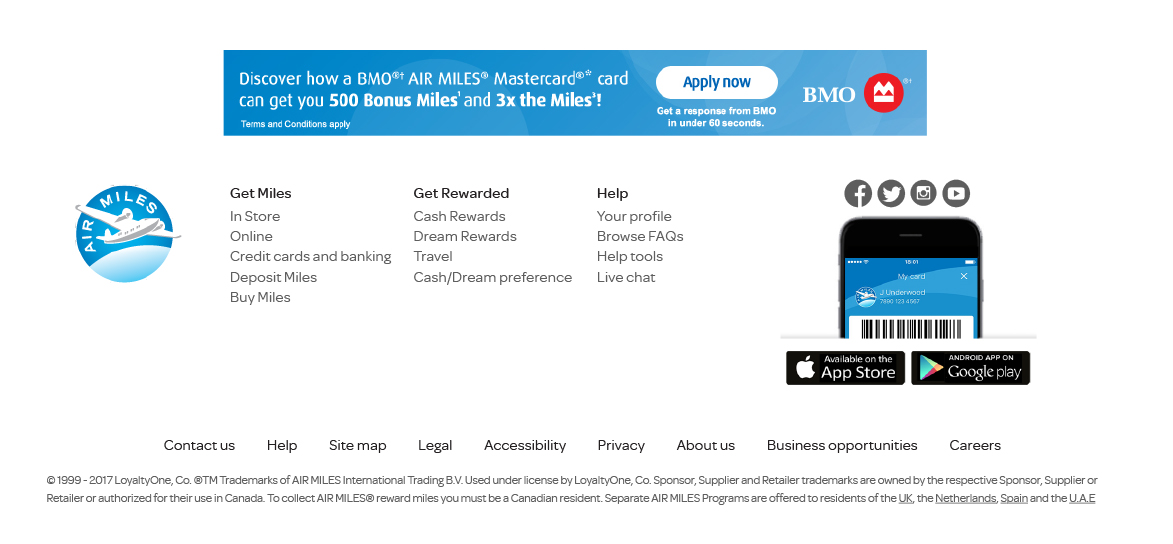 Discover how a BMO®† AIR MILES® Mastercard®* card
can get you 500 Bonus Miles¹ and 3x the Miles³!
Terms and Conditions apply
Apply now
Get a response from BMO
in under 60 seconds.
BMO ®†
AIR MILES
Get Miles
In Store
Online
Credit cards and banking
Deposit Miles
Buy Miles
Get Rewarded
Cash Rewards
Dream Rewards
Travel
Cash/Dream preference
Help
Your profile
Browse FAQs
Help tools
Live chat
18:01
My card
J Underwood
7890 123 4567
Available on the
App Store
ANDROID APP ON
Google play
Contact us Help Site map Legal Accessibility Privacy About us Business opportunities Careers
© 1999 - 2017 LoyaltyOne, Co. ®TM Trademarks of AIR MILES International Trading B.V. Used under license by LoyaltyOne, Co. Sponsor, Supplier and Retailer trademarks are owned by the respective Sponsor, Supplier or
Retailer or authorized for their use in Canada. To collect AIR MILES® reward miles you must be a Canadian resident. Separate AIR MILES Programs are offered to residents of the UK, the Netherlands, Spain and the U.A.E